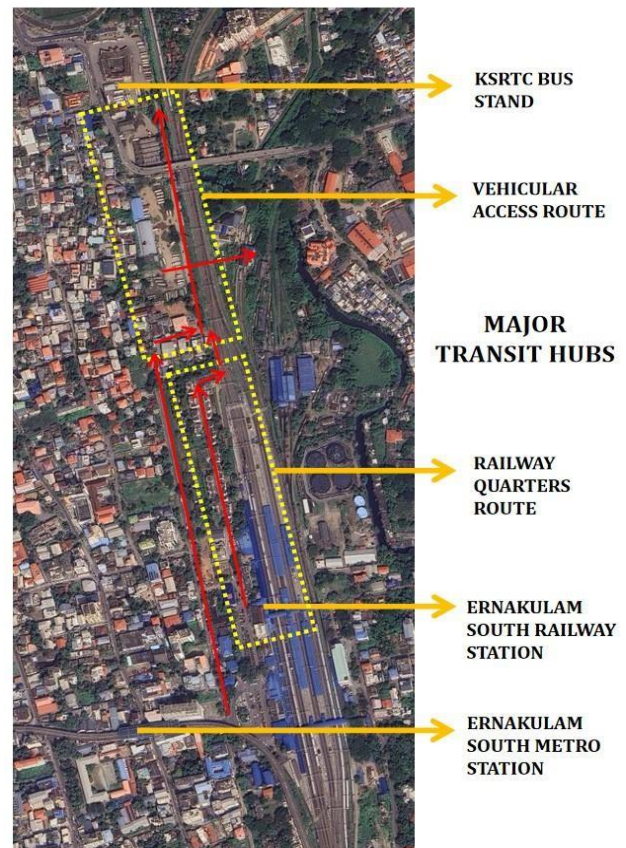 KSRTC BUS
STAND
VEHICULAR
ACCESS ROUTE
MAJOR
TRANSIT HUBS
RAILWAY
QUARTERS
ROUTE
ERNAKULAM
SOUTH RAILWAY
STATION
ERNAKULAM
SOUTH METRO
STATION